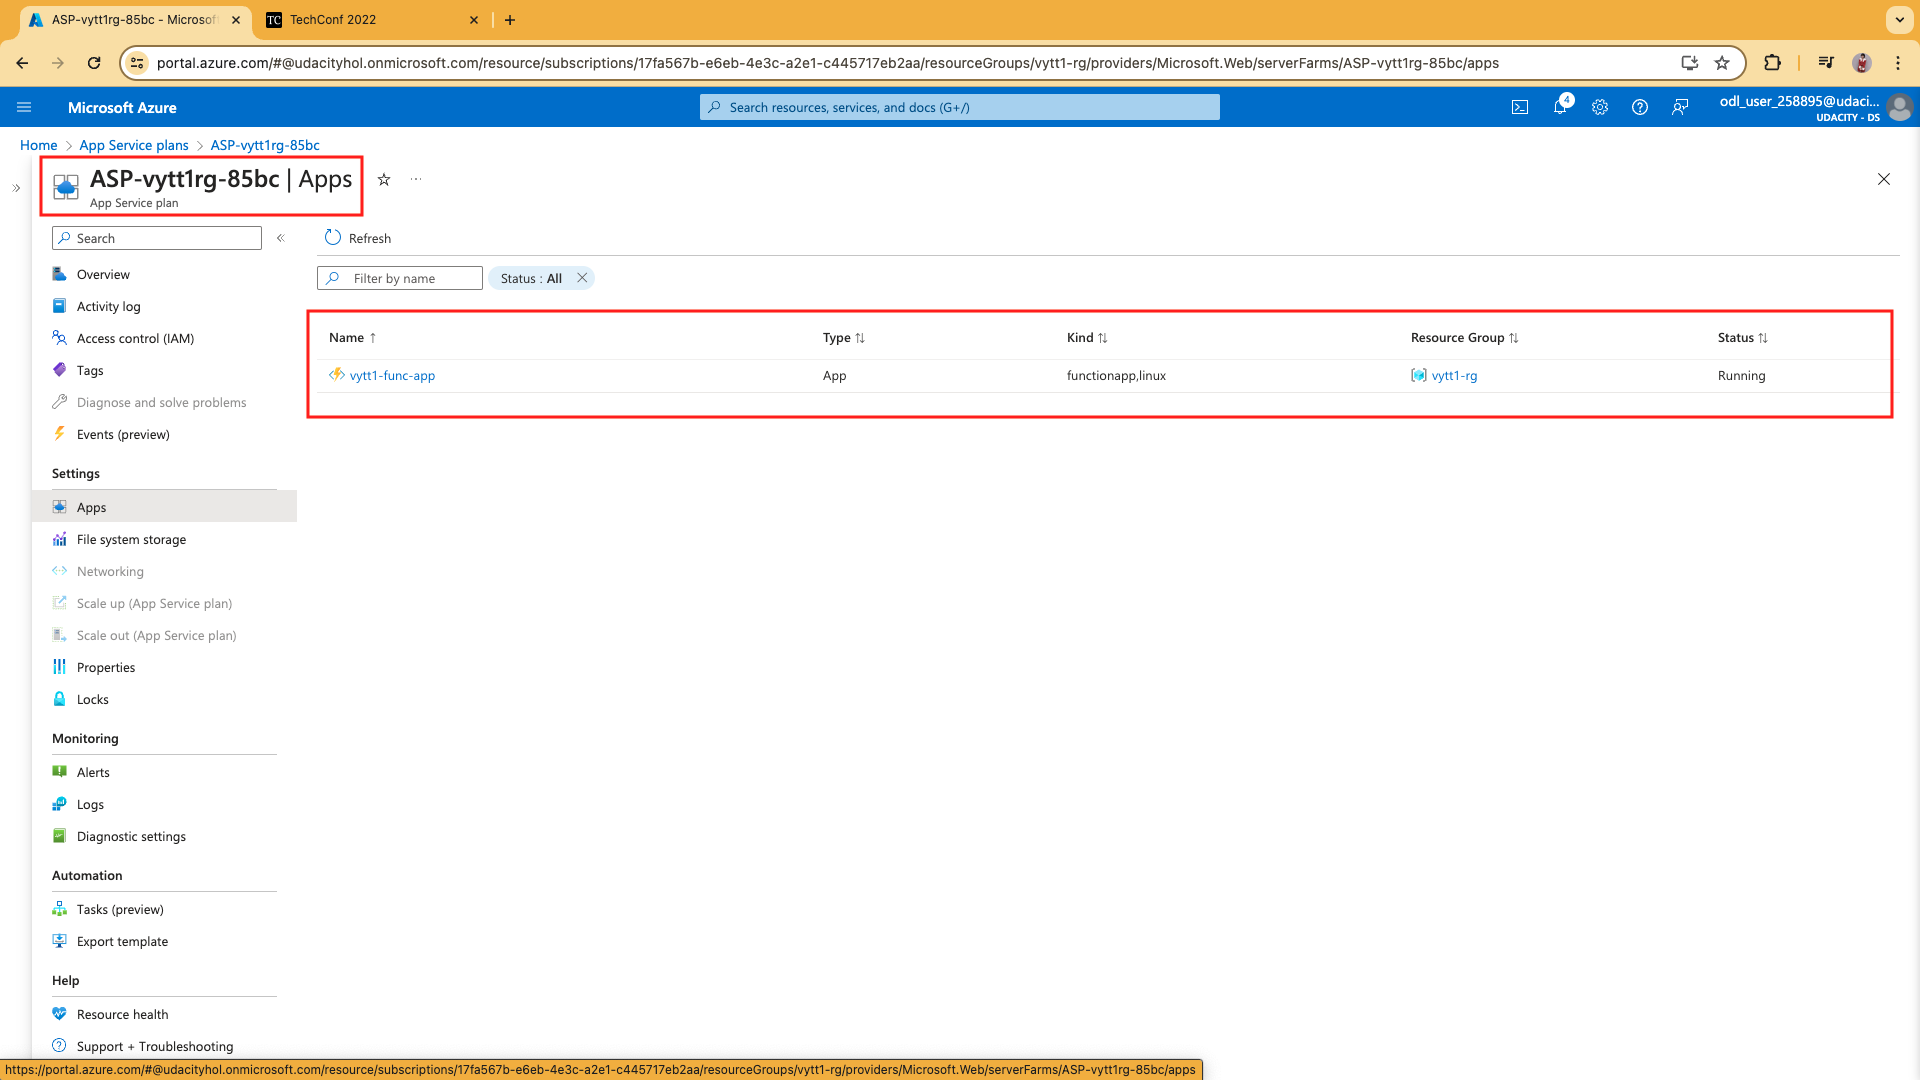 ASP-vytt1rg-85bc - Microsoft
TechConf 2022
portal.azure.com/#@udacityhol.onmicrosoft.com/resource/subscriptions/17fa567b-e6eb-4e3c-a2e1-c445717eb2aa/resourceGroups/vytt1-rg/providers/Microsoft.Web/serverFarms/ASP-vytt1rg-85bc/apps
Microsoft Azure
Search resources, services, and docs (G+/)
4
odl_user_258895@udaci...
UDACITY - DS
Home > App Service plans > ASP-vytt1rg-85bc
ASP-vytt1rg-85bc | Apps
App Service plan
Search
Refresh
Filter by name
Status : All
Name Type Kind Resource Group Status
vytt1-func-app App functionapp,linux vytt1-rg Running
Overview
Activity log
Access control (IAM)
Tags
Diagnose and solve problems
Events (preview)
Settings
Apps
File system storage
Networking
Scale up (App Service plan)
Scale out (App Service plan)
Properties
Locks
Monitoring
Alerts
Logs
Diagnostic settings
Automation
Tasks (preview)
Export template
Help
Resource health
Support + Troubleshooting
https://portal.azure.com/#@udacityhol.onmicrosoft.com/resource/subscriptions/17fa567b-e6eb-4e3c-a2e1-c445717eb2aa/resourceGroups/vytt1-rg/providers/Microsoft.Web/serverFarms/ASP-vytt1rg-85bc/apps